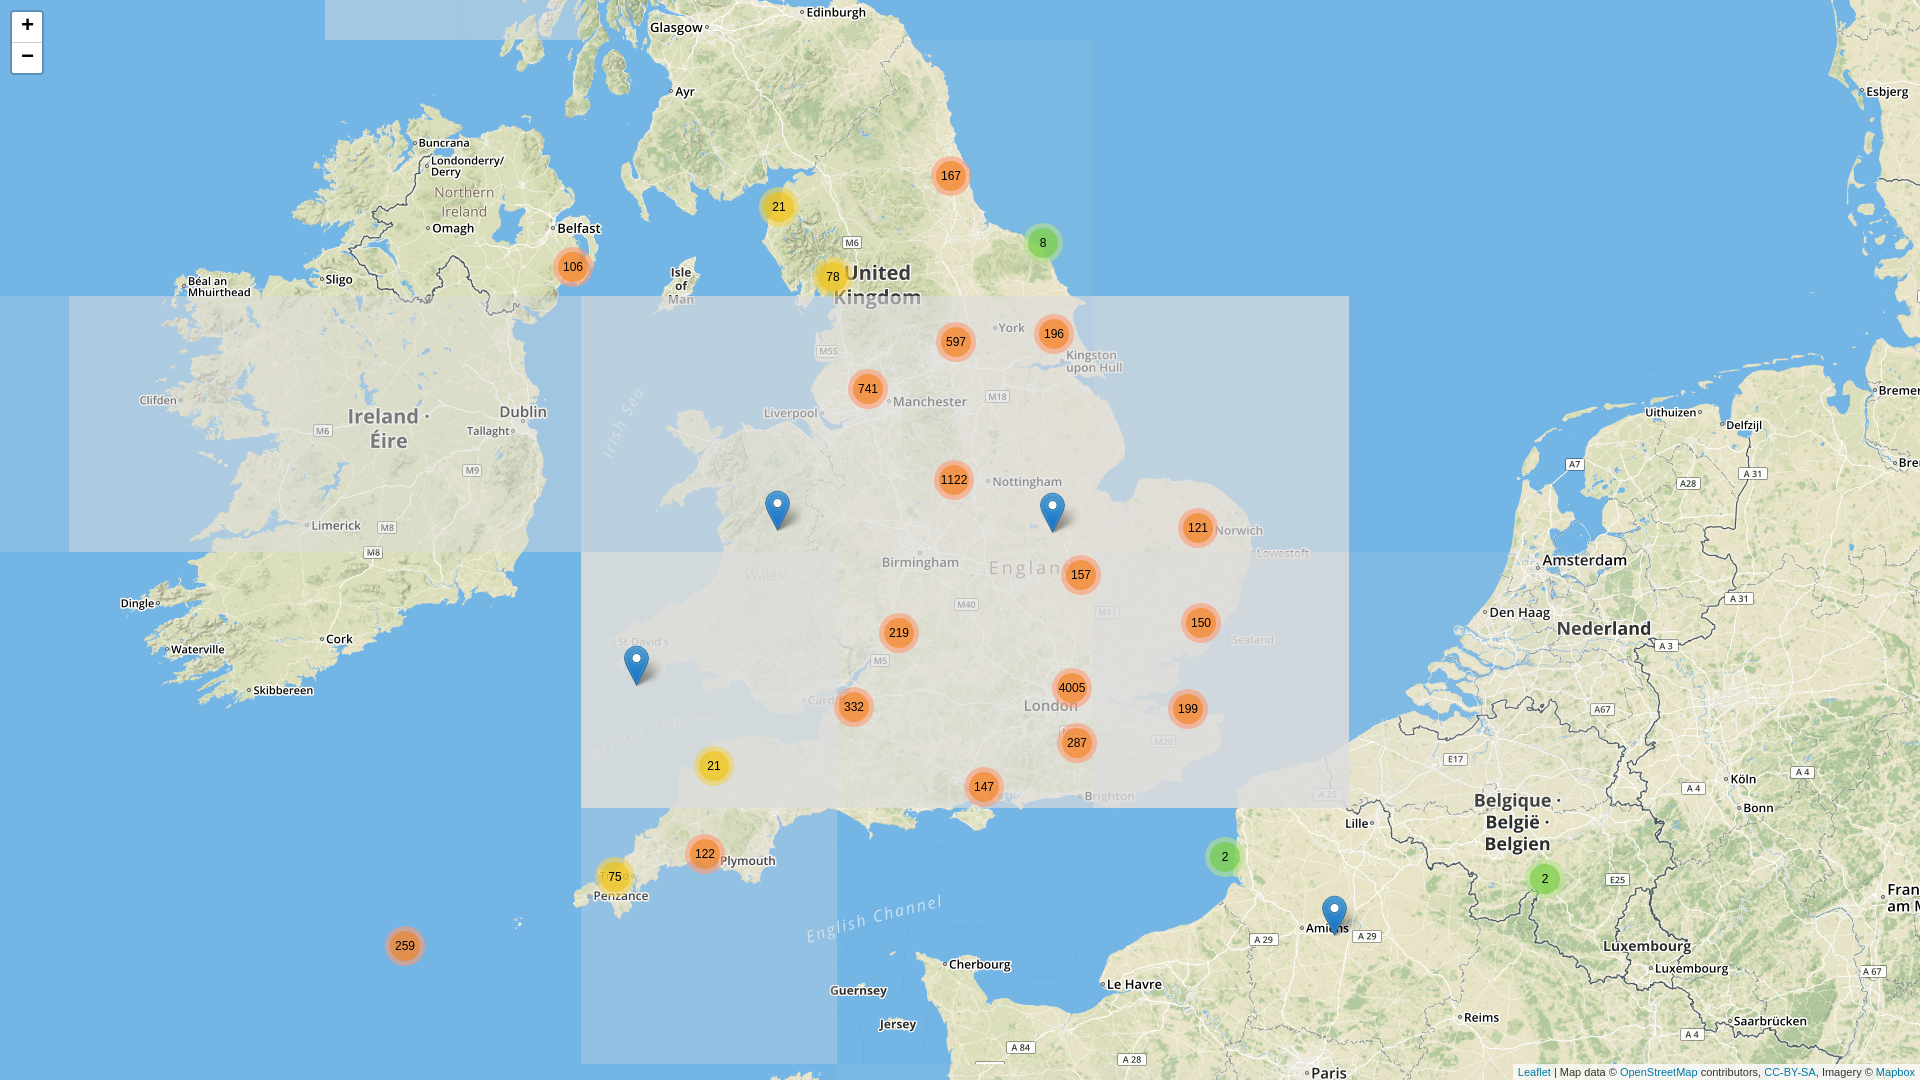 +
−
Glasgow
Edinburgh
Ayr
Esbjerg
Buncrana
Londonderry/
Derry
Northern
Ireland
Omagh
Belfast
167
21
8
M6
106
78
United
Kingdom
Isle
of
Man
Béal an
Mhuirthead
Sligo
York
597
196
Kingston
upon Hull
M55
741
Manchester
M18
Liverpool
Irish Sea
Clifden
Ireland ·
Éire
M6
Dublin
Tallaght
M9
Limerick
M8
M8
1122
Nottingham
121
Norwich
Lowestoft
Birmingham
Englan
157
Wales
M40
M11
150
Sealand
219
St David's
M5
4005
London
199
Cardiff
332
Bristol Channel
287
M20
21
147
Brighton
A 25
Dingle
Waterville
Cork
Skibbereen
122
Plymouth
75
Penzance
259
English Channel
Guernsey
Jersey
Cherbourg
Le Havre
A 84
A 28
A 29
Amiens
A 29
2
Lille
2
Reims
Paris
Uithuizen
Delfzijl
Bremer
Bre
A7
A 31
A28
Amsterdam
A 31
Den Haag
Nederland
A 3
A67
E17
Köln
A 4
A 4
Bonn
Belgique ·
België ·
Belgien
E25
Fran
am M
Luxembourg
Luxembourg
A 67
Saarbrücken
A 4
Leaflet | Map data © OpenStreetMap contributors, CC-BY-SA, Imagery © Mapbox